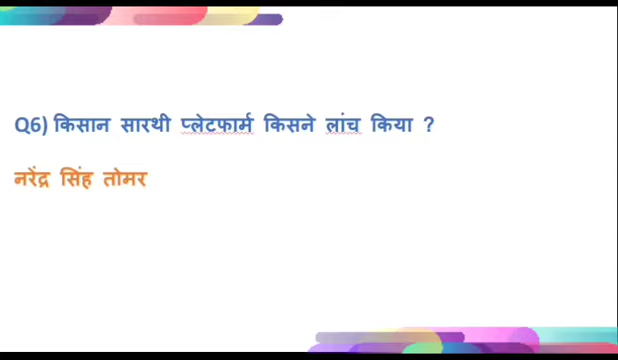 Q6) किसान सारथी प्लेटफार्म किसने लांच किया ?
नरेंद्र सिंह तोमर